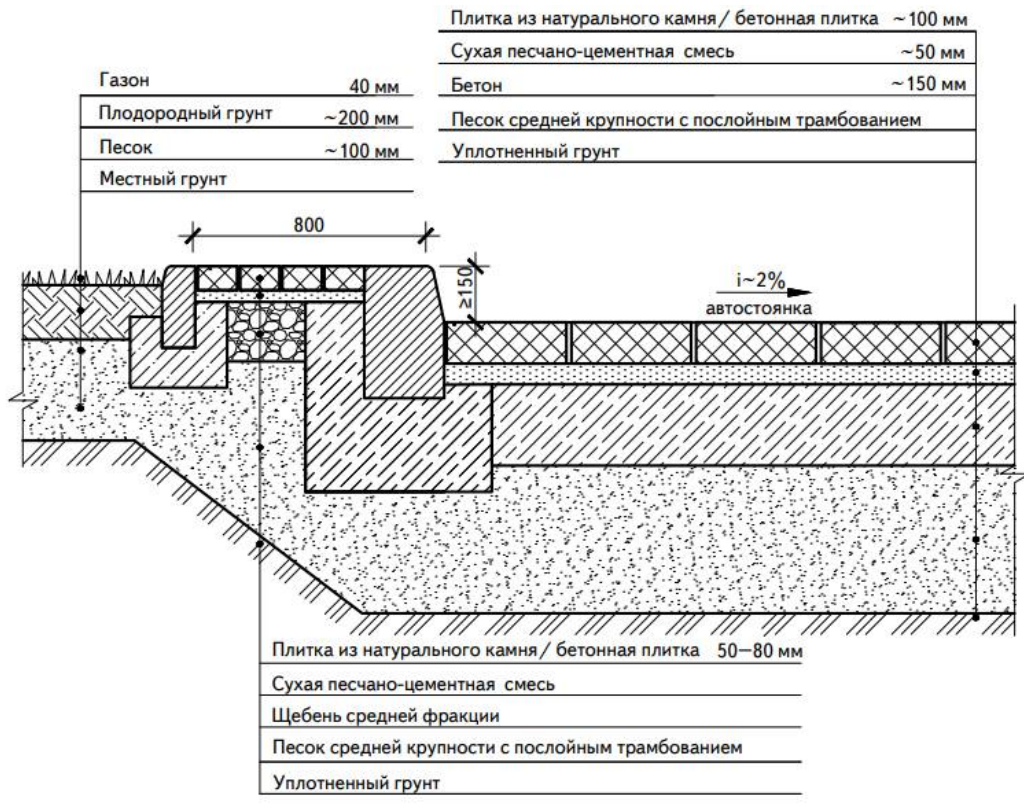 Плитка из натурального камня / бетонная плитка ~100 мм
Сухая песчано-цементная смесь ~50 мм
Бетон ~150 мм
Песок средней крупности с послойным трамбованием
Уплотненный грунт
Газон 40 мм
Плодородный грунт ~200 мм
Песок ~100 мм
Местный грунт
800
≥150
i~2%
автостоянка
Плитка из натурального камня / бетонная плитка 50—80 мм
Сухая песчано-цементная смесь
Щебень средней фракции
Песок средней крупности с послойным трамбованием
Уплотненный грунт